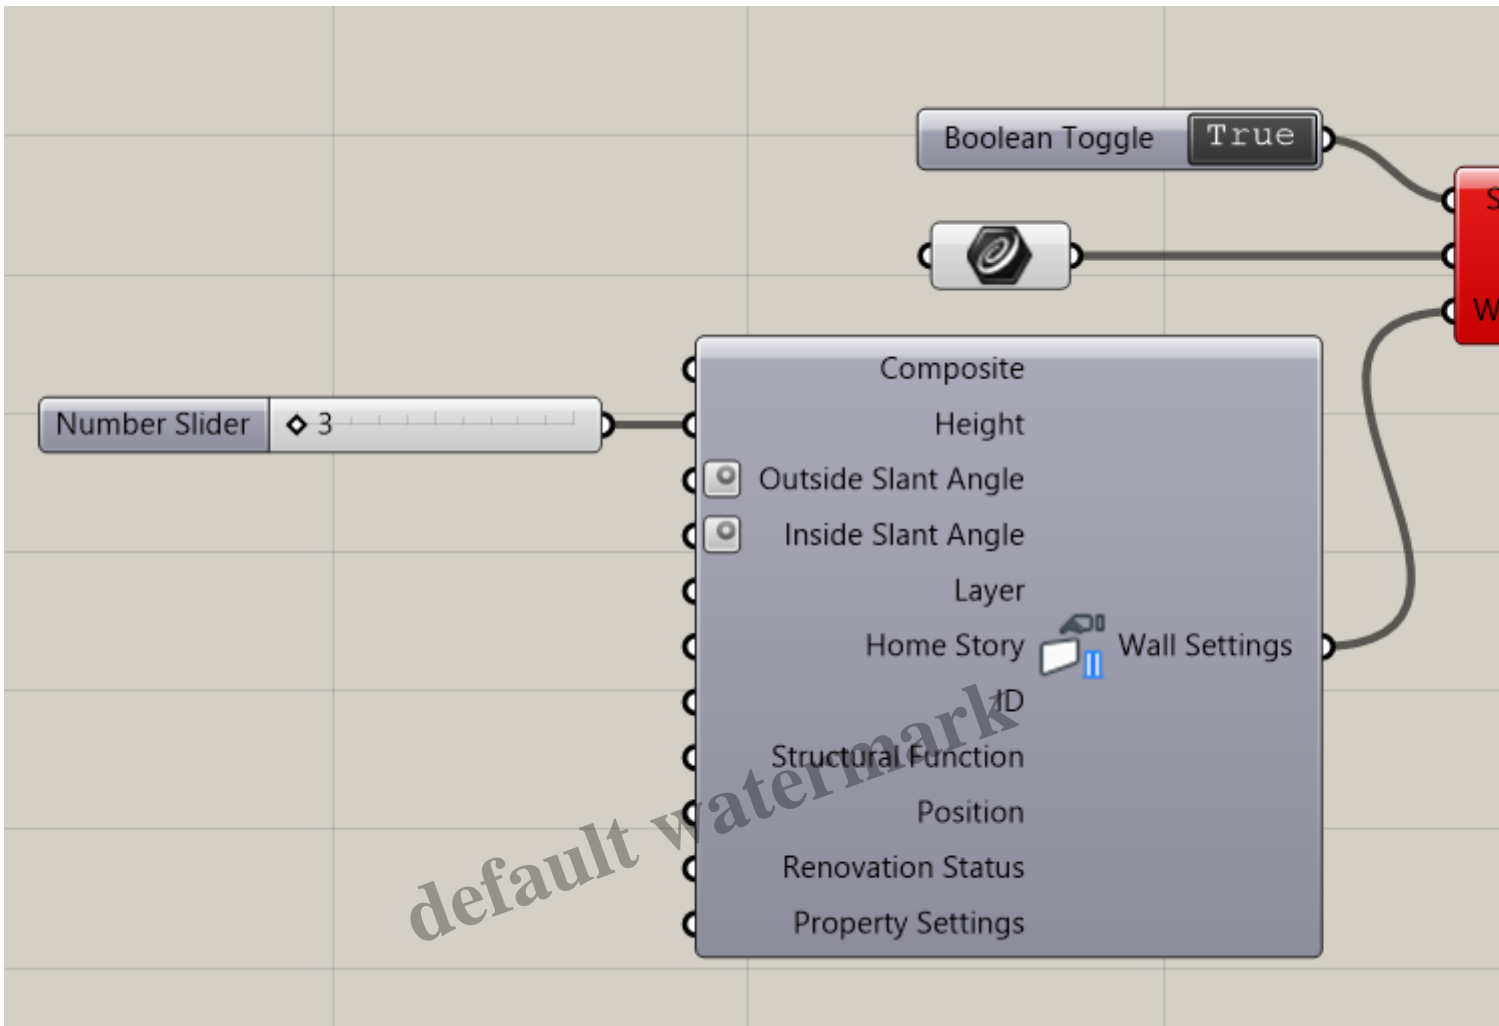 Boolean Toggle True
S
W
Composite
Number Slider 3 Height
Outside Slant Angle
Inside Slant Angle
Layer
Home Story Wall Settings
ID
Structural Function
Position
Renovation Status
Property Settings
default watermark